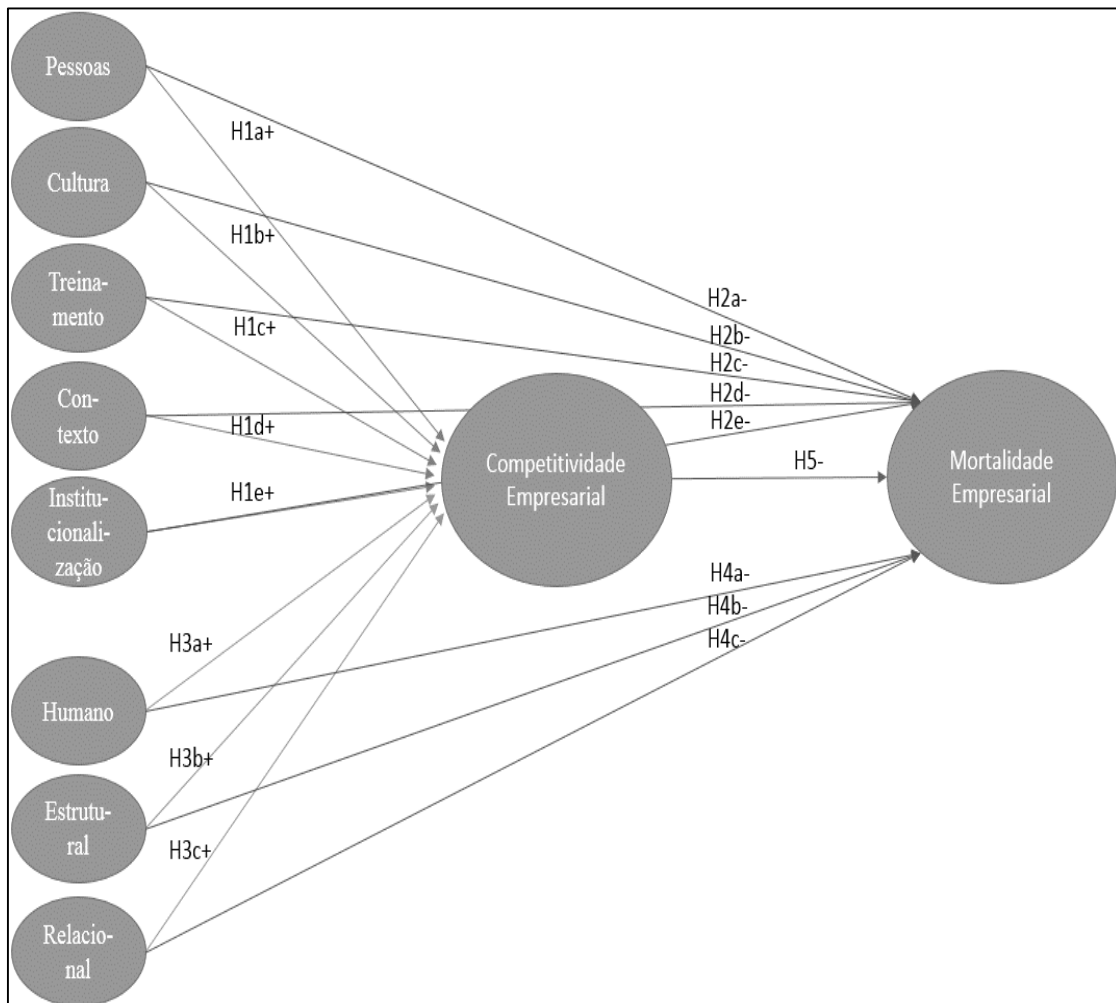 Pessoas
H1a+
Cultura
H1b+
Treina-
mento
H2a-
H1c+
H2b-
H2c-
Con-
texto
H2d-
H1d+
H2e-
Competitividade
Empresarial
H5-
Mortalidade
Empresarial
H1e+
Institu-
cionali-
zação
H4a-
H4b-
H4c-
H3a+
Humano
H3b+
Estrutu-
ral
H3c+
Relacio-
nal